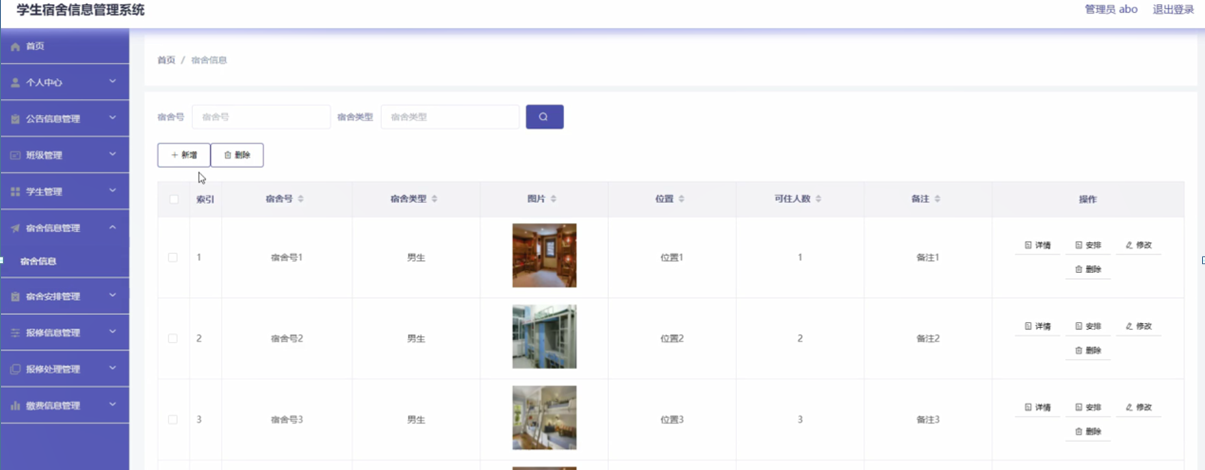 学生宿舍信息管理系统
管理员 abo 退出登录
首页
个人中心
公告信息管理
班级管理
学生管理
宿舍信息管理
宿舍信息
宿舍安排管理
报修信息管理
报修处理管理
缴费信息管理
首页 / 宿舍信息
宿舍号 宿舍号 宿舍类型 宿舍类型
+ 新增 删除
索引 宿舍号 宿舍类型 图片 位置 可住人数 备注 操作
1 宿舍号1 男生 位置1 1 备注1 详情 安排 修改
删除
2 宿舍号2 男生 位置2 2 备注2 详情 安排 修改
删除
3 宿舍号3 男生 位置3 3 备注3 详情 安排 修改
删除